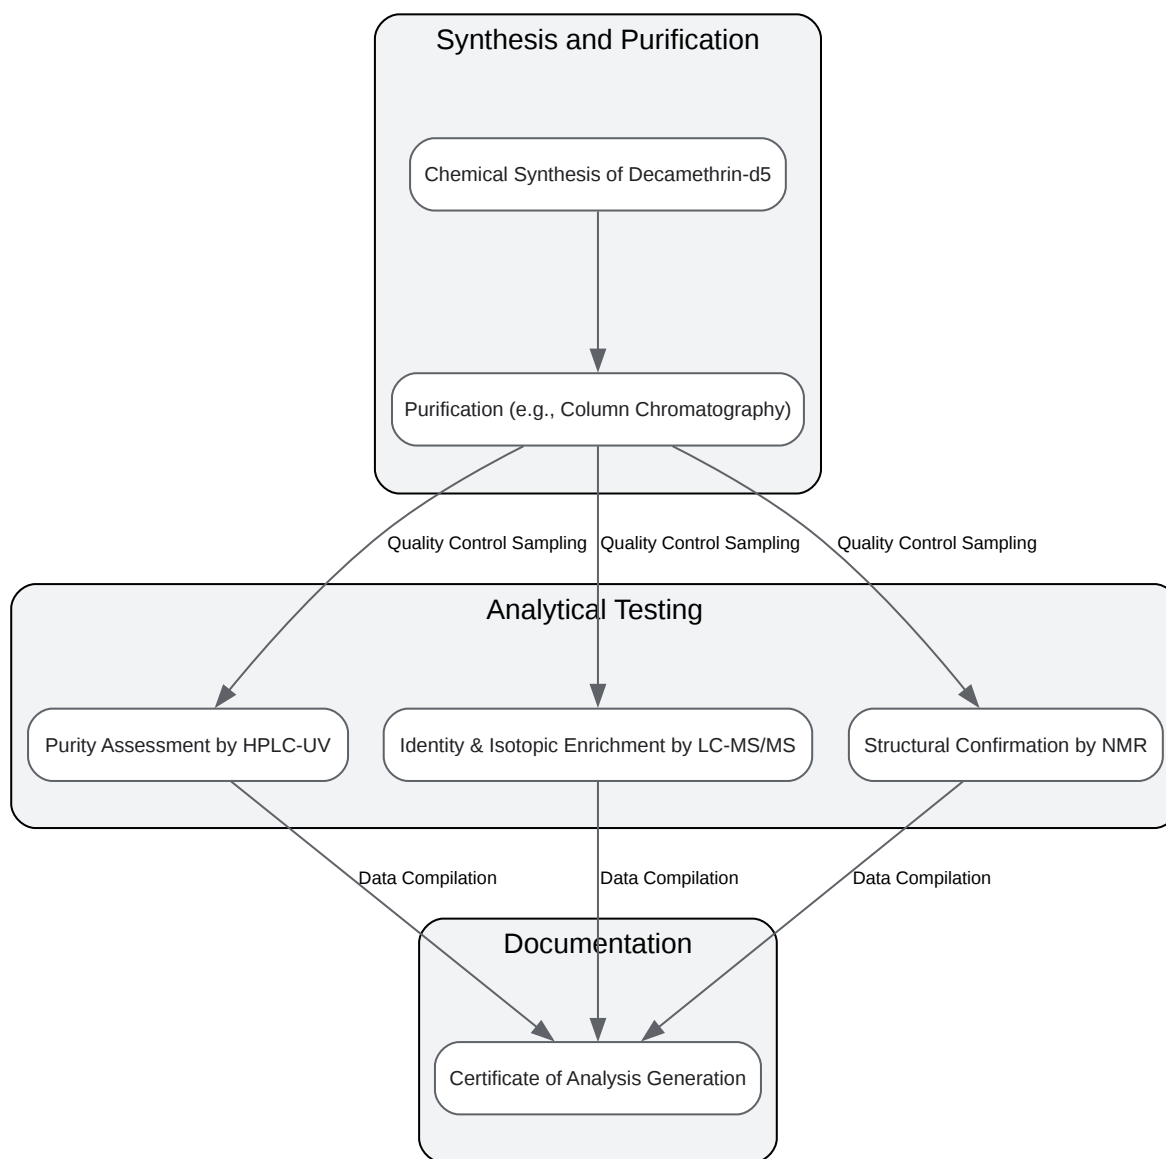 Synthesis and Purification
Chemical Synthesis of Decamethrin-d5
Purification (e.g., Column Chromatography)
Quality Control Sampling
Quality Control Sampling
Quality Control Sampling
Analytical Testing
Purity Assessment by HPLC-UV
Identity & Isotopic Enrichment by LC-MS/MS
Structural Confirmation by NMR
Data Compilation
Data Compilation
Data Compilation
Documentation
Certificate of Analysis Generation